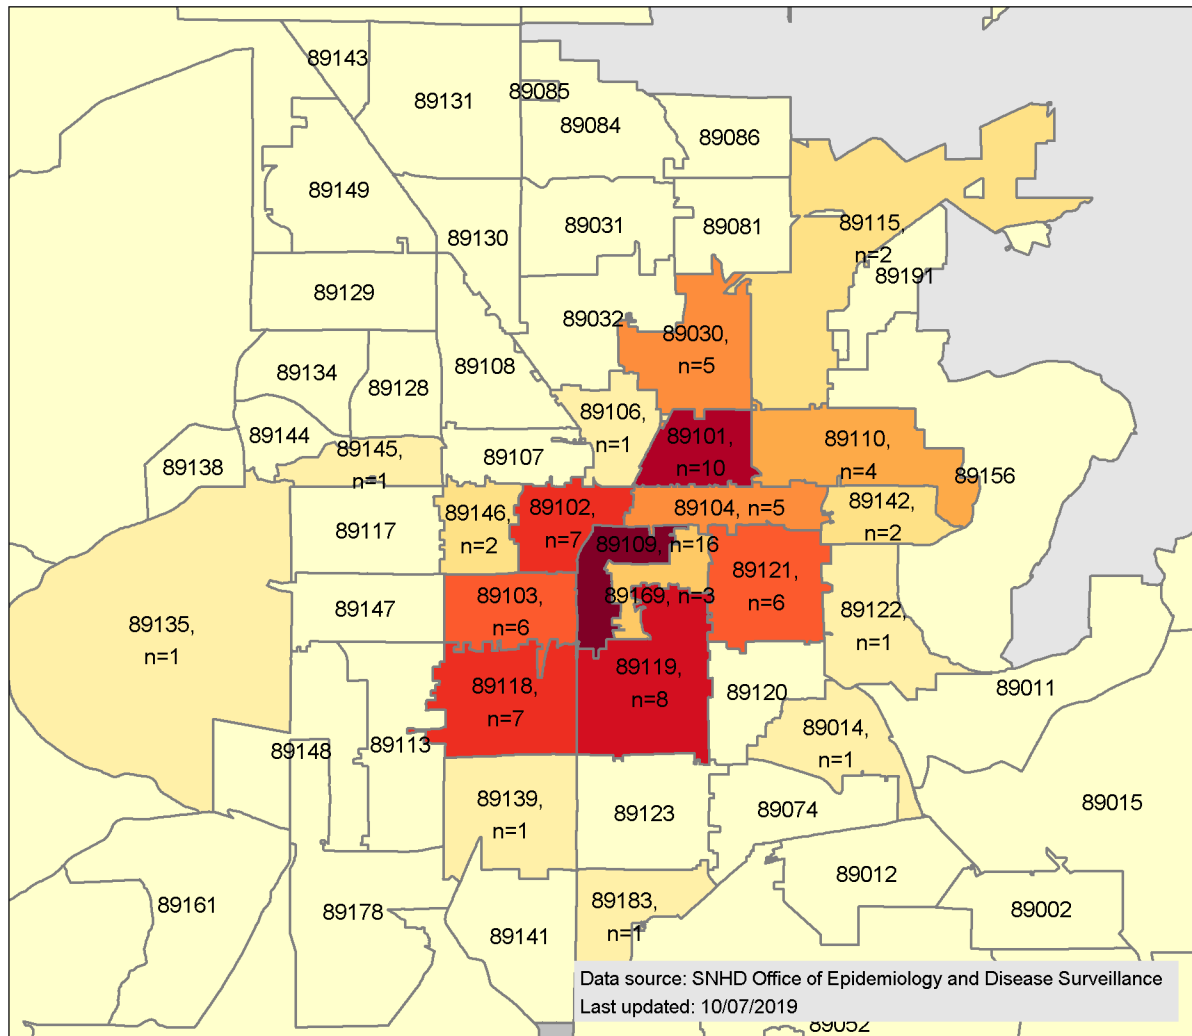 89143
89131
89085
89084
89086
89149
89130
89031
89081
89115,
n=2
89191
89129
89032
89030,
n=5
89134
89128
89108
89106,
n=1
89101,
n=10
89110,
n=4
89144
89145,
n=1
89138
89107
89156
89117
89146,
n=2
89102,
n=7
89104, n=5
89142,
n=2
89109, n=16
89121,
n=6
89147
89103,
n=6
89169, n=3
89122,
n=1
89135,
n=1
89118,
n=7
89119,
n=8
89120
89011
89148
89113
89014,
n=1
89139,
n=1
89123
89074
89015
89161
89178
89141
89183,
n=1
89012
89002
Data source: SNHD Office of Epidemiology and Disease Surveillance
Last updated: 10/07/2019
89052